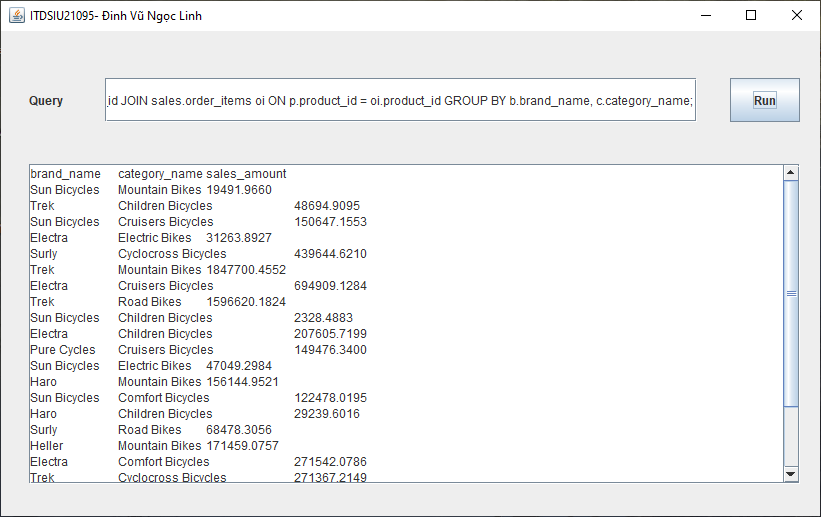 ITDSIU21095- Đinh Vũ Ngọc Linh
Query
_id JOIN sales.order_items oi ON p.product_id = oi.product_id GROUP BY b.brand_name, c.category_name;
Run
brand_name category_name sales_amount
Sun Bicycles Mountain Bikes 19491.9660
Trek Children Bicycles 48694.9095
Sun Bicycles Cruisers Bicycles 150647.1553
Electra Electric Bikes 31263.8927
Surly Cyclocross Bicycles 439644.6210
Trek Mountain Bikes 1847700.4552
Electra Cruisers Bicycles 694909.1284
Trek Road Bikes 1596620.1824
Sun Bicycles Children Bicycles 2328.4883
Electra Children Bicycles 207605.7199
Pure Cycles Cruisers Bicycles 149476.3400
Sun Bicycles Electric Bikes 47049.2984
Haro Mountain Bikes 156144.9521
Sun Bicycles Comfort Bicycles 122478.0195
Haro Children Bicycles 29239.6016
Surly Road Bikes 68478.3056
Heller Mountain Bikes 171459.0757
Electra Comfort Bicycles 271542.0786
Trek Cyclocross Bicycles 271367.2149